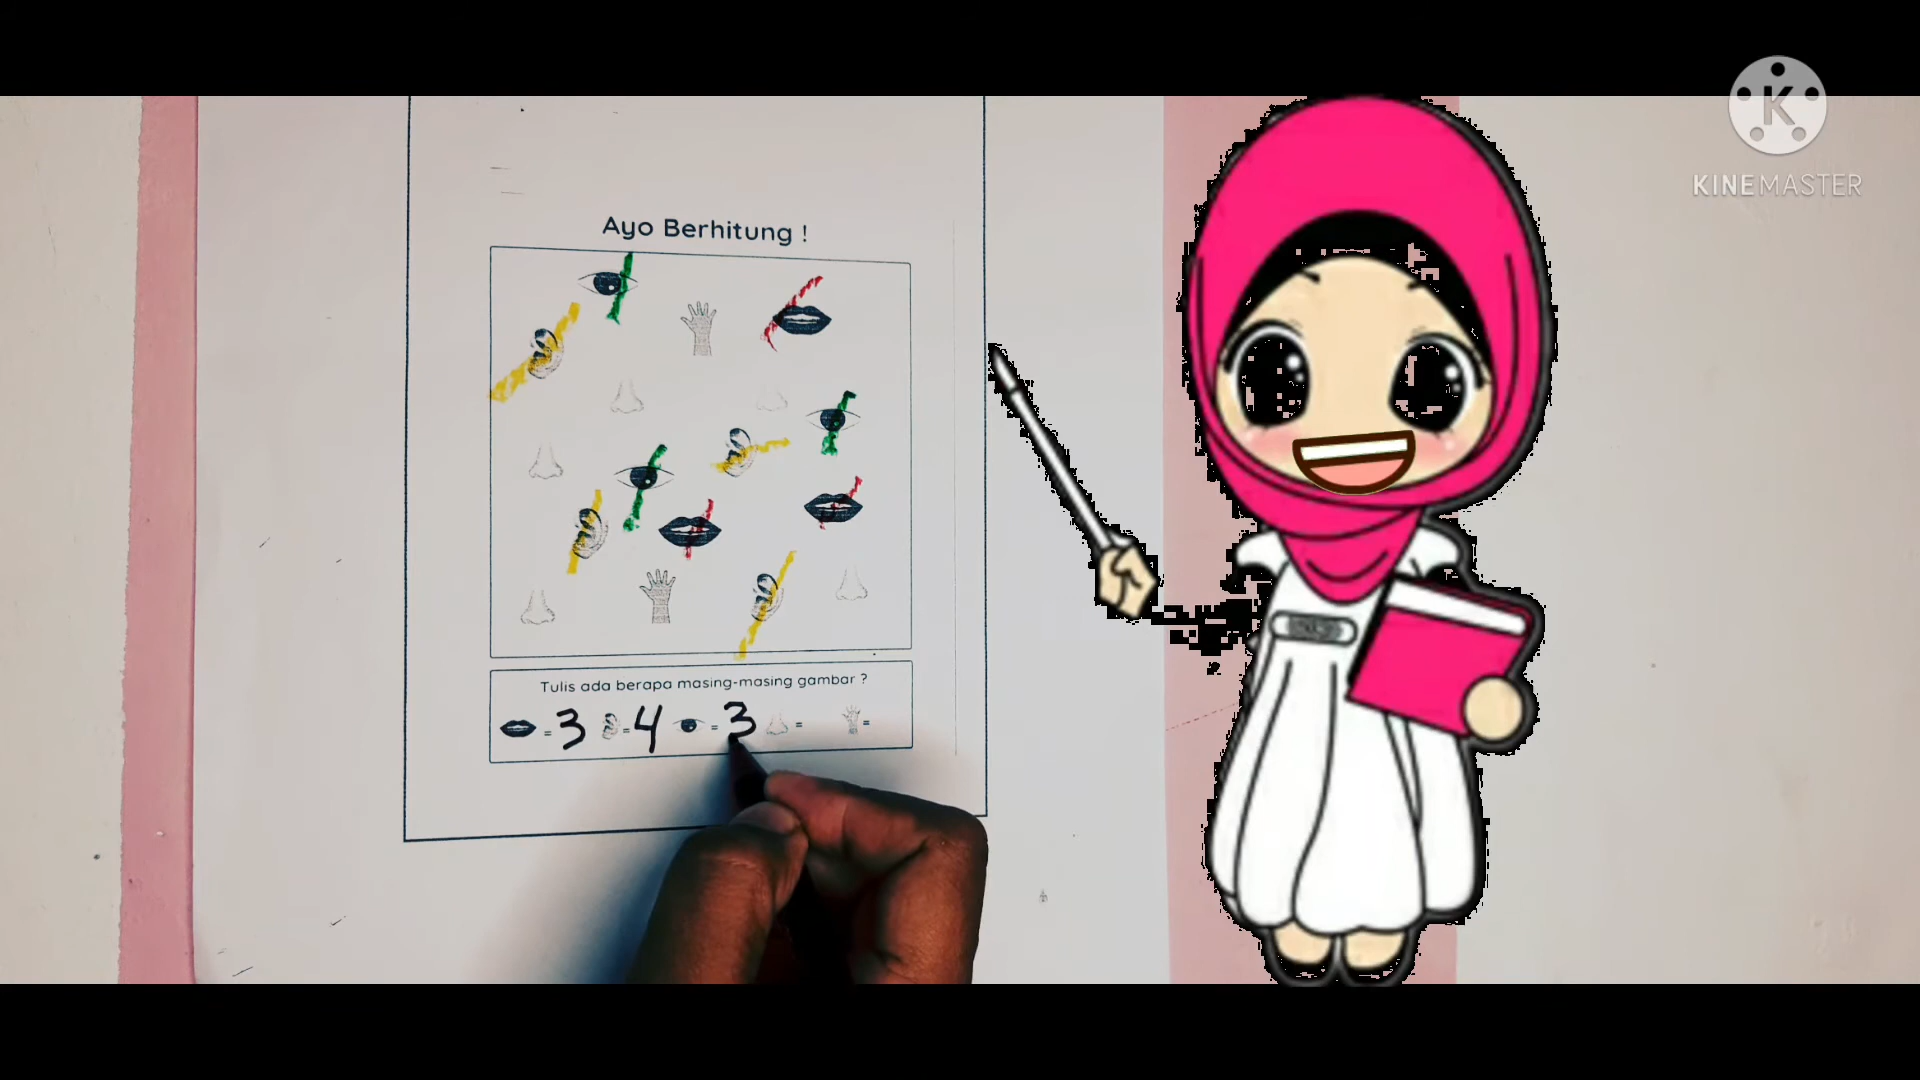 KINEMASTER
Ayo Berhitung !
Tulis ada berapa masing-masing gambar ?
= 3 = 4 = 3 = =